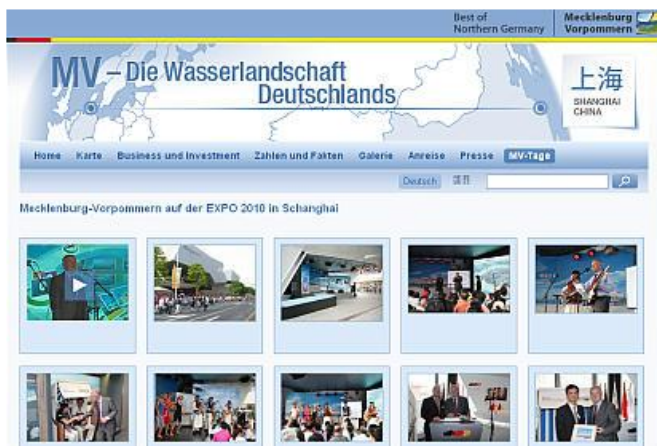 Best of
Northern Germany
Mecklenburg
Vorpommern
MV – Die Wasserlandschaft
Deutschlands
上海
SHANGHAI
CHINA
Home Karte Business und Investment Zahlen und Fakten Galerie Anreise Presse MV-Tage
Deutsch
Mecklenburg-Vorpommern auf der EXPO 2010 in Schanghai